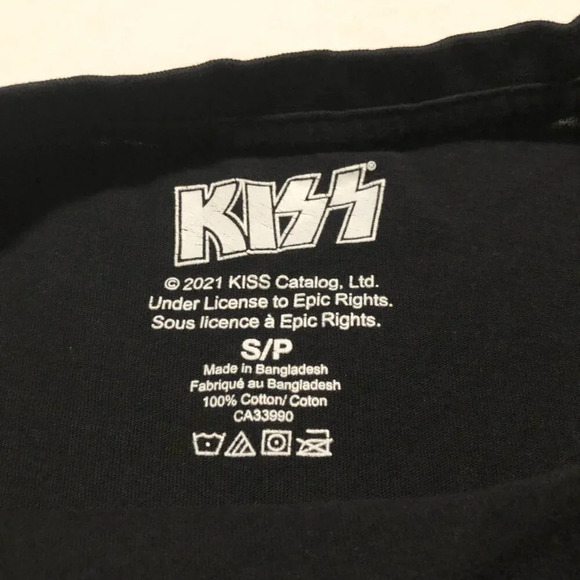 KISS®
© 2021 KISS Catalog, Ltd.
Under License to Epic Rights.
Sous licence à Epic Rights.
S/P
Made in Bangladesh
Fabriqué au Bangladesh
100% Cotton/ Coton
CA33990